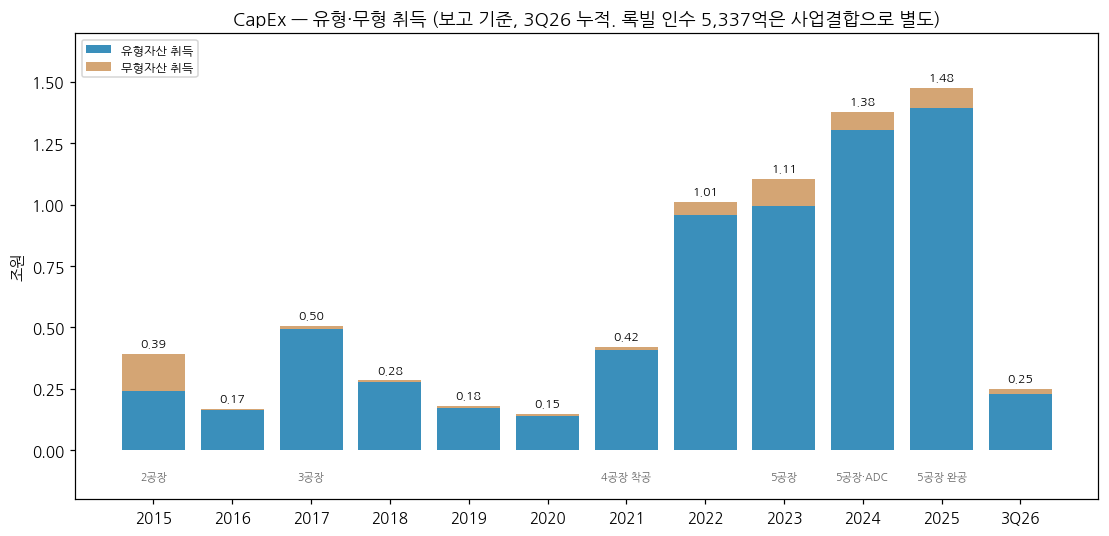 CapEx — 유형·무형 취득 (보고 기준, 3Q26 누적. 록빌 인수 5,337억은 사업결합으로 별도)
유형자산 취득
무형자산 취득
조원
1.50
1.25
1.00
0.75
0.50
0.25
0.00
0.39
0.17
0.50
0.28
0.18
0.15
0.42
1.01
1.11
1.38
1.48
0.25
2공장
3공장
4공장 착공
5공장
5공장·ADC
5공장 완공
2015
2016
2017
2018
2019
2020
2021
2022
2023
2024
2025
3Q26